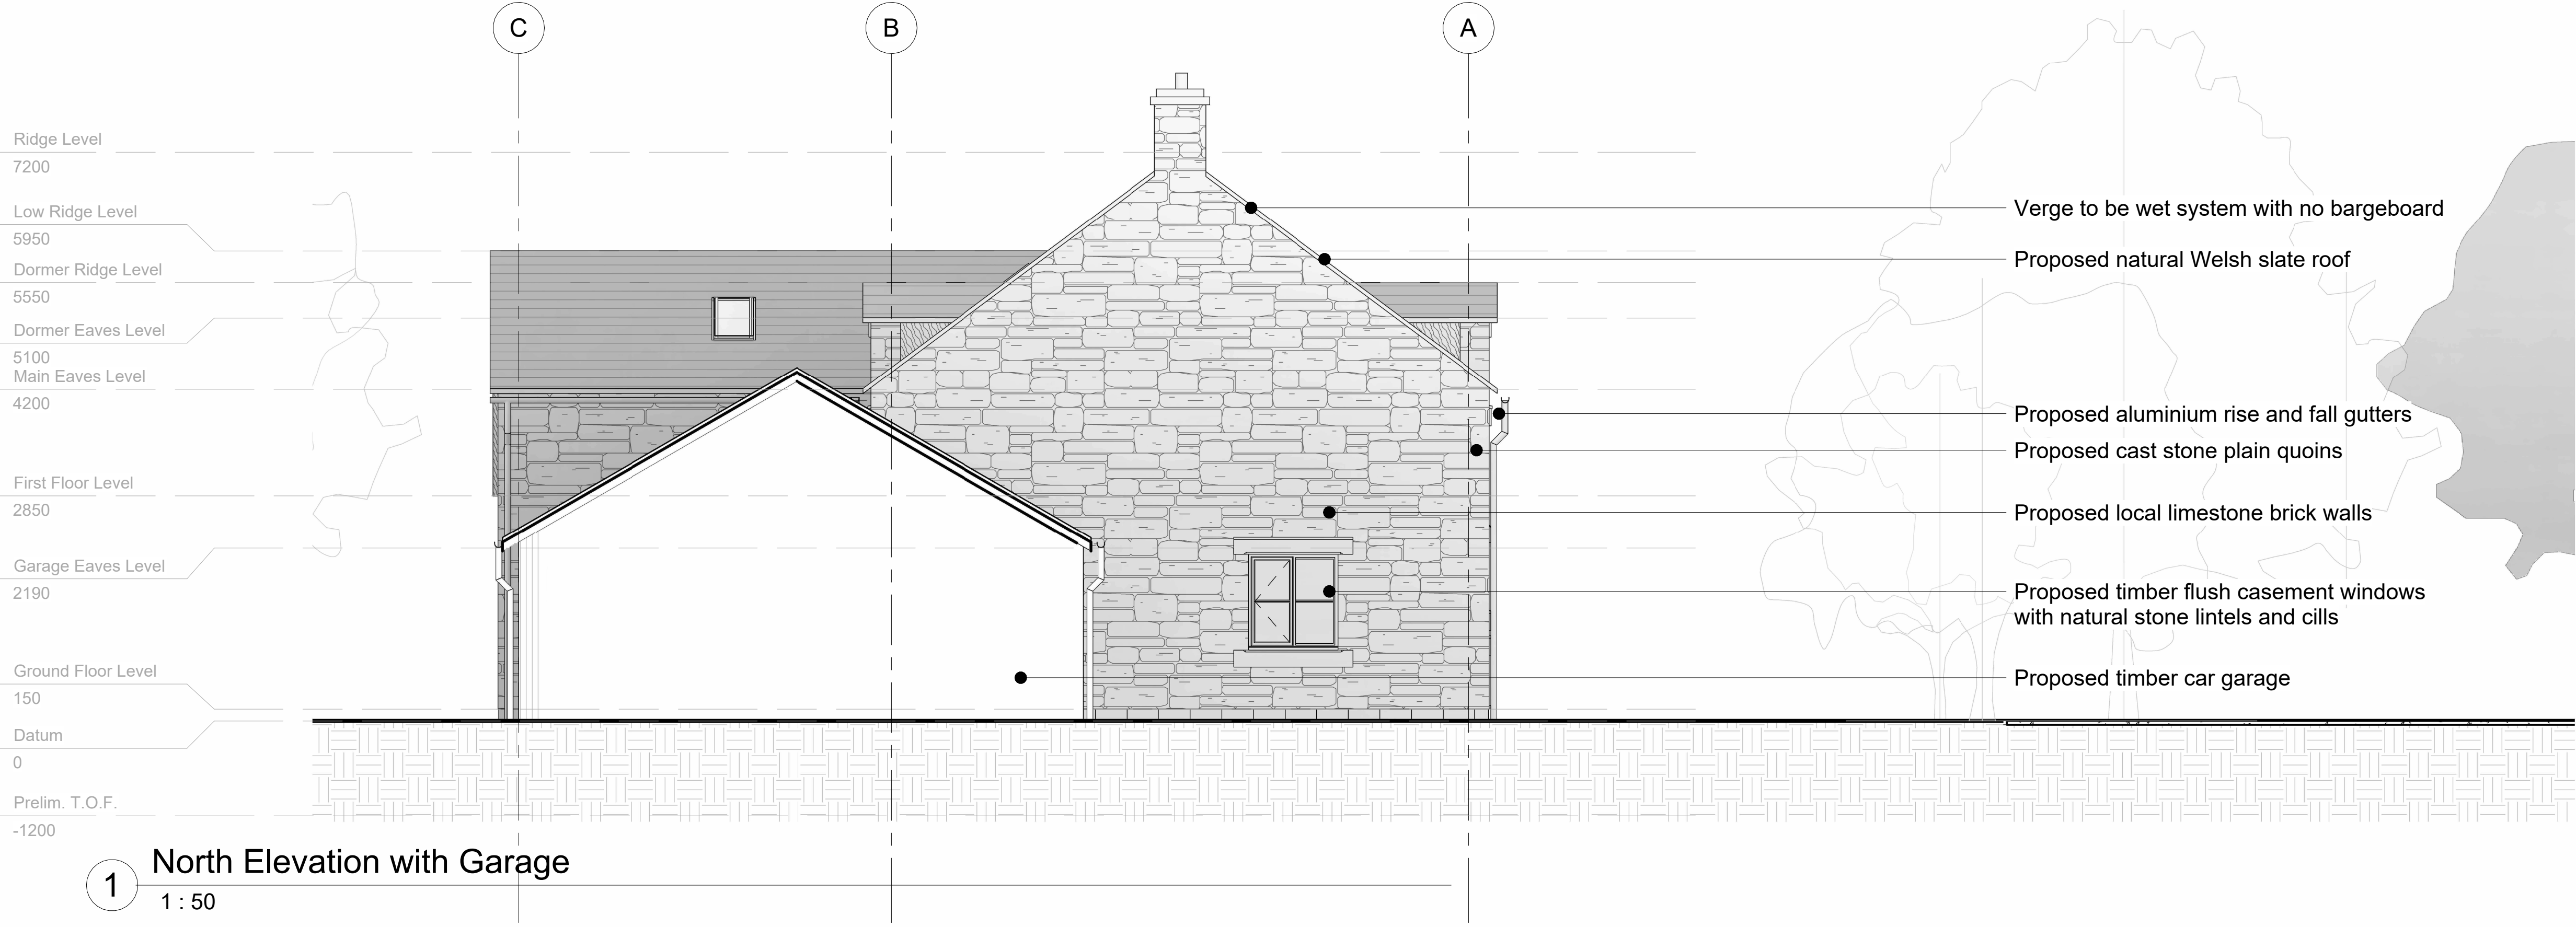 C
B
A
Ridge Level
7200
Low Ridge Level
5950
Dormer Ridge Level
5550
Dormer Eaves Level
5100
Main Eaves Level
4200
First Floor Level
2850
Garage Eaves Level
2190
Ground Floor Level
150
Datum
0
Prelim. T.O.F.
-1200
Verge to be wet system with no bargeboard
Proposed natural Welsh slate roof
Proposed aluminium rise and fall gutters
Proposed cast stone plain quoins
Proposed local limestone brick walls
Proposed timber flush casement windows
with natural stone lintels and cills
Proposed timber car garage
1
North Elevation with Garage
1 : 50